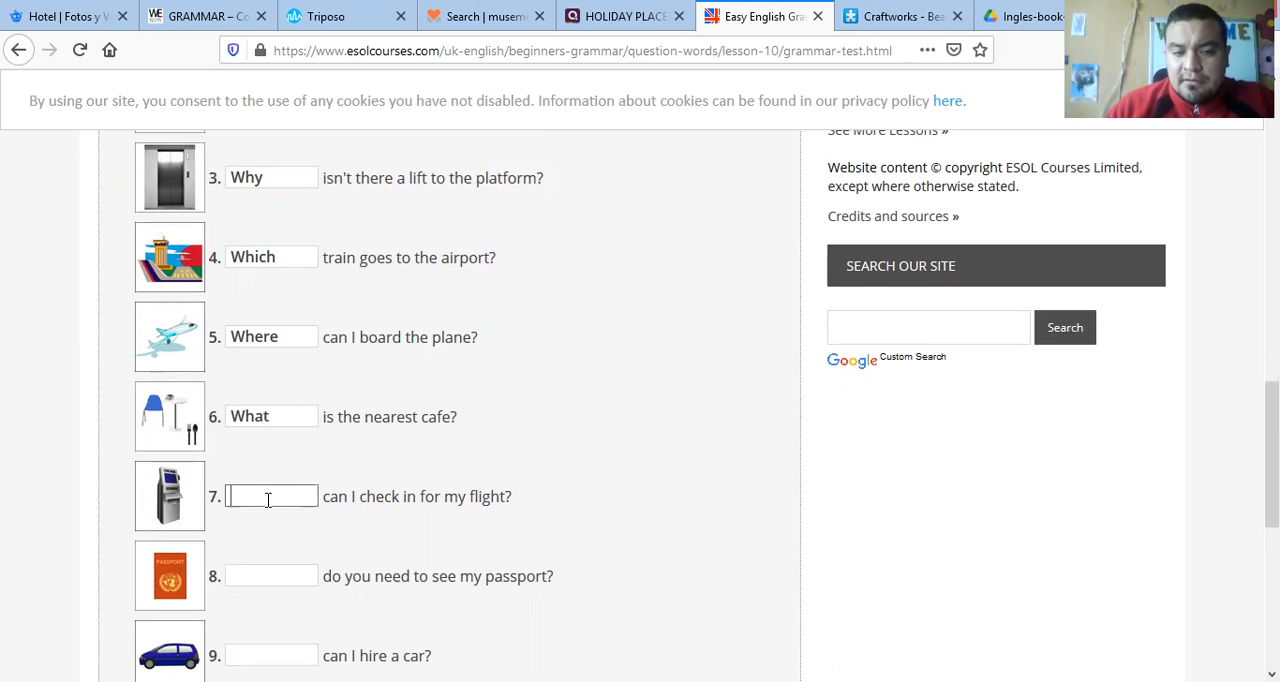 Hotel | Fotos y V
GRAMMAR – Co
Triposo
Search | musem
HOLIDAY PLACE
Easy English Gra
Craftworks - Bea
Ingles-book-
https://www.esolcourses.com/uk-english/beginners-grammar/question-words/lesson-10/grammar-test.html
By using our site, you consent to the use of any cookies you have not disabled. Information about cookies can be found in our privacy policy here.
See More Lessons »
Website content © copyright ESOL Courses Limited,
except where otherwise stated.
Credits and sources »
SEARCH OUR SITE
Search
Google Custom Search
3. Why isn't there a lift to the platform?
4. Which train goes to the airport?
5. Where can I board the plane?
6. What is the nearest cafe?
7. can I check in for my flight?
PASSPORT
8. do you need to see my passport?
9. can I hire a car?